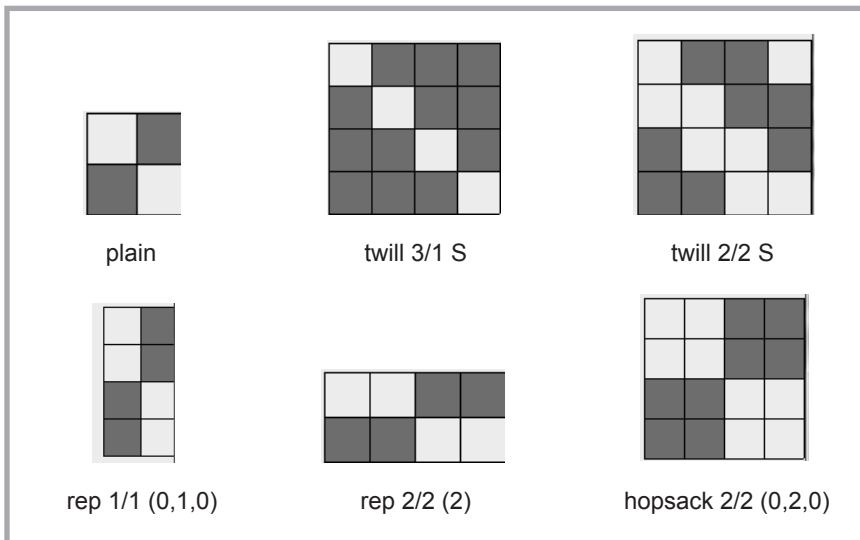 plain
twill 3/1 S
twill 2/2 S
rep 1/1 (0,1,0)
rep 2/2 (2)
hopsack 2/2 (0,2,0)